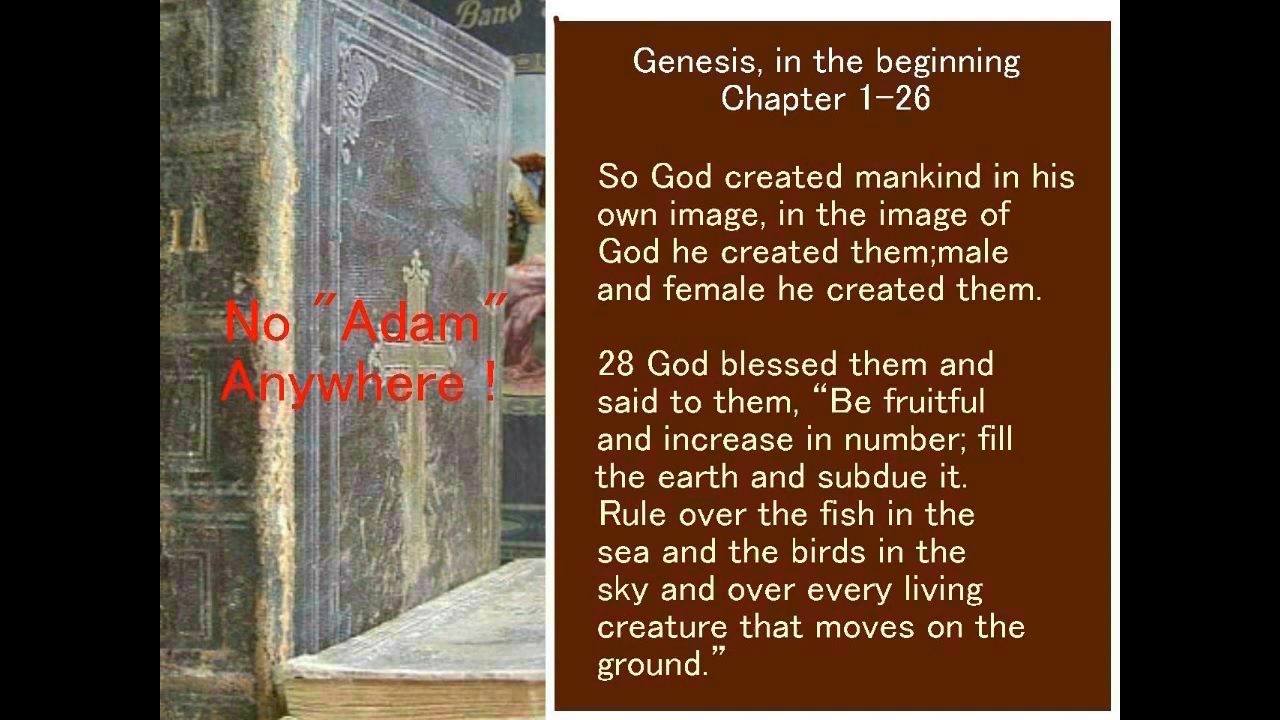 Band
IA
No "Adam"
Anywhere !
Genesis, in the beginning
Chapter 1-26
So God created mankind in his
own image, in the image of
God he created them;male
and female he created them.
28 God blessed them and
said to them, “Be fruitful
and increase in number; fill
the earth and subdue it.
Rule over the fish in the
sea and the birds in the
sky and over every living
creature that moves on the
ground.”